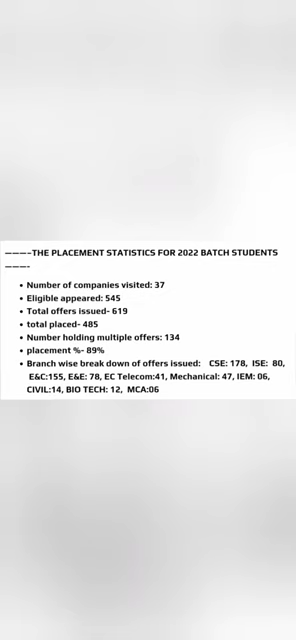 ————THE PLACEMENT STATISTICS FOR 2022 BATCH STUDENTS
———-
• Number of companies visited: 37
• Eligible appeared: 545
• Total offers issued- 619
• total placed- 485
• Number holding multiple offers: 134
• placement %- 89%
• Branch wise break down of offers issued: CSE: 178, ISE: 80,
E&C:155, E&E: 78, EC Telecom:41, Mechanical: 47, IEM: 06,
CIVIL:14, BIO TECH: 12, MCA:06